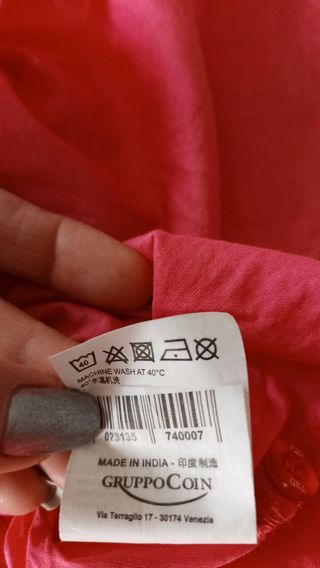 40
MACHINE WASH AT 40°C
40°水温机洗
023135 740007
MADE IN INDIA - 印度制造
GRUPPOCOIN
Via Terraglio 17 - 30174 Venezia